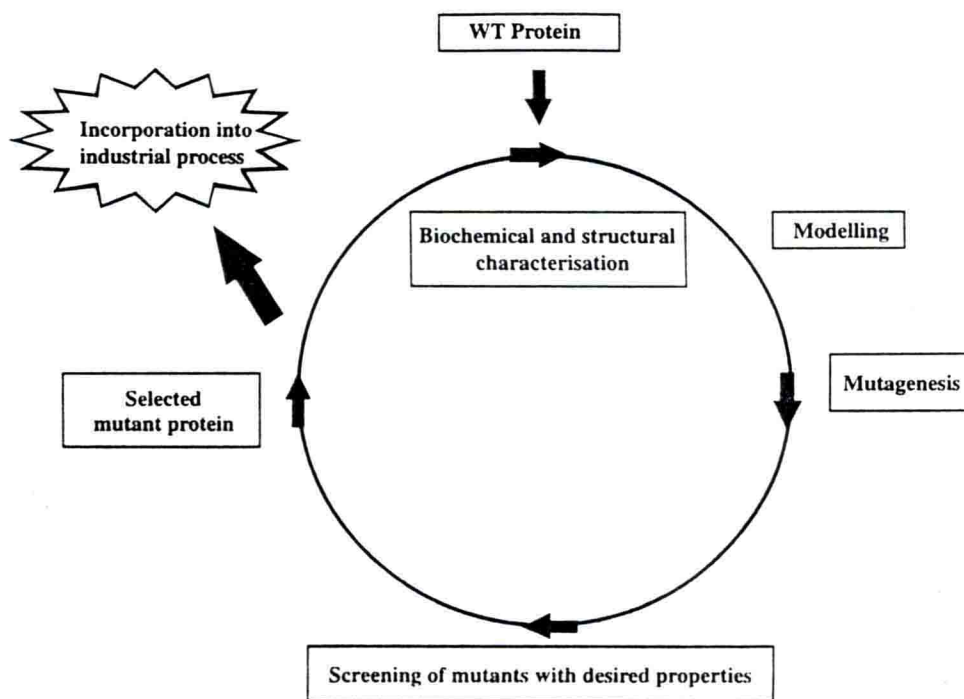 WT Protein
Incorporation into
industrial process
Biochemical and structural
characterisation
Modelling
Mutagenesis
Selected
mutant protein
Screening of mutants with desired properties